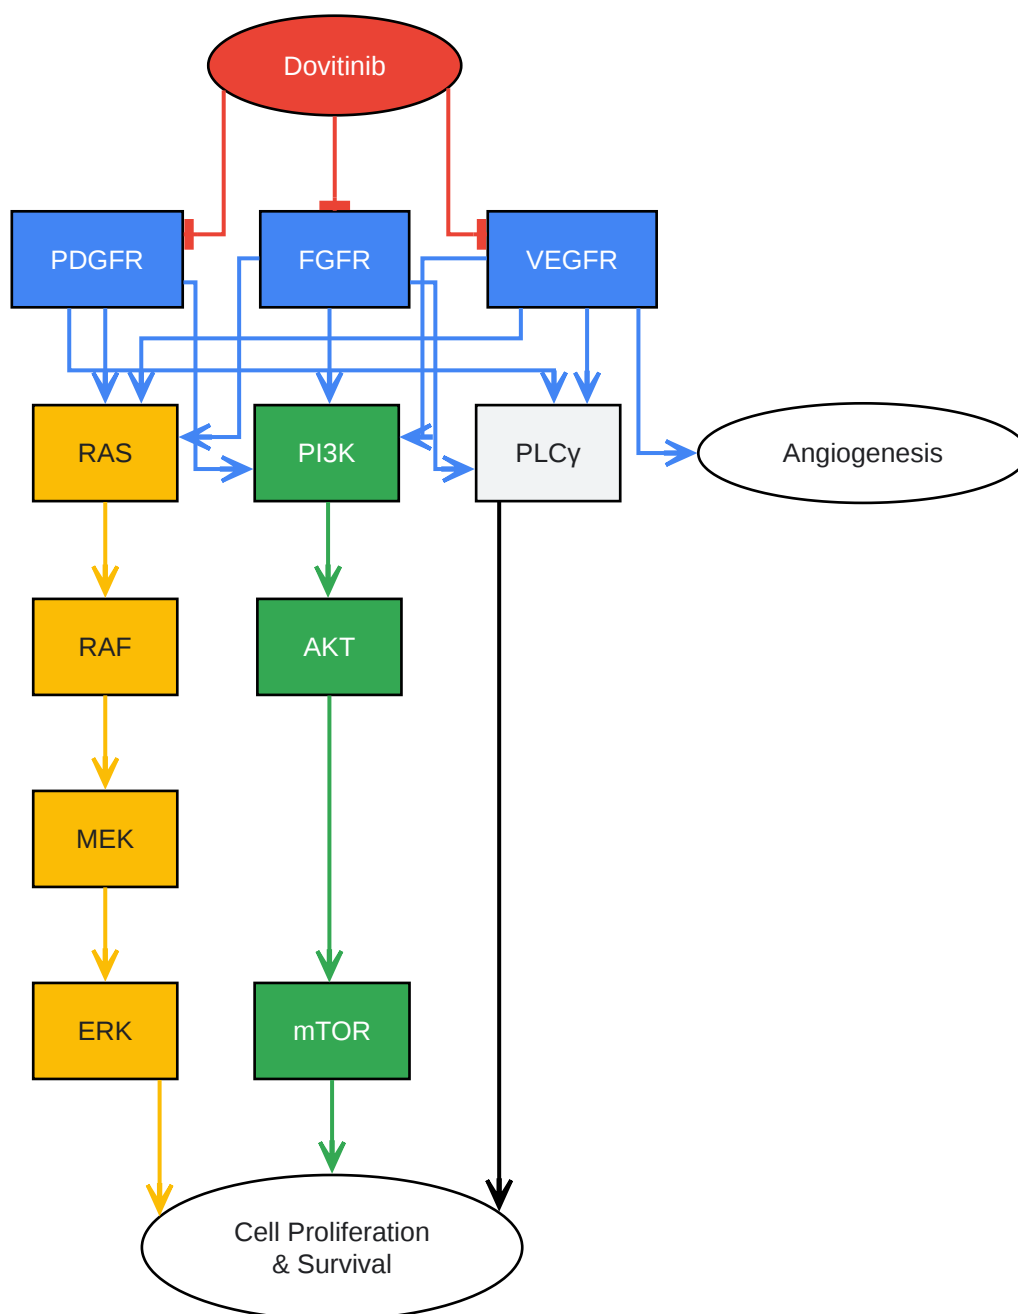 Dovitinib
PDGFR
FGFR
VEGFR
RAS
PI3K
PLCγ
Angiogenesis
RAF
AKT
MEK
ERK
mTOR
Cell Proliferation
& Survival